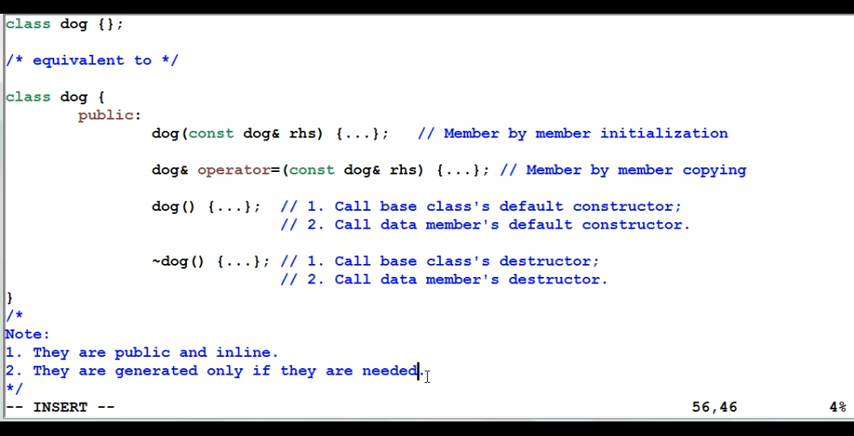 class dog {};
/* equivalent to */
class dog {
public:
dog(const dog& rhs) {...}; // Member by member initialization
dog& operator=(const dog& rhs) {...}; // Member by member copying
dog() {...}; // 1. Call base class's default constructor;
// 2. Call data member's default constructor.
~dog() {...}; // 1. Call base class's destructor;
// 2. Call data member's destructor.
}
/*
Note:
1. They are public and inline.
2. They are generated only if they are needed.
*/
-- INSERT -- 56,46 4%